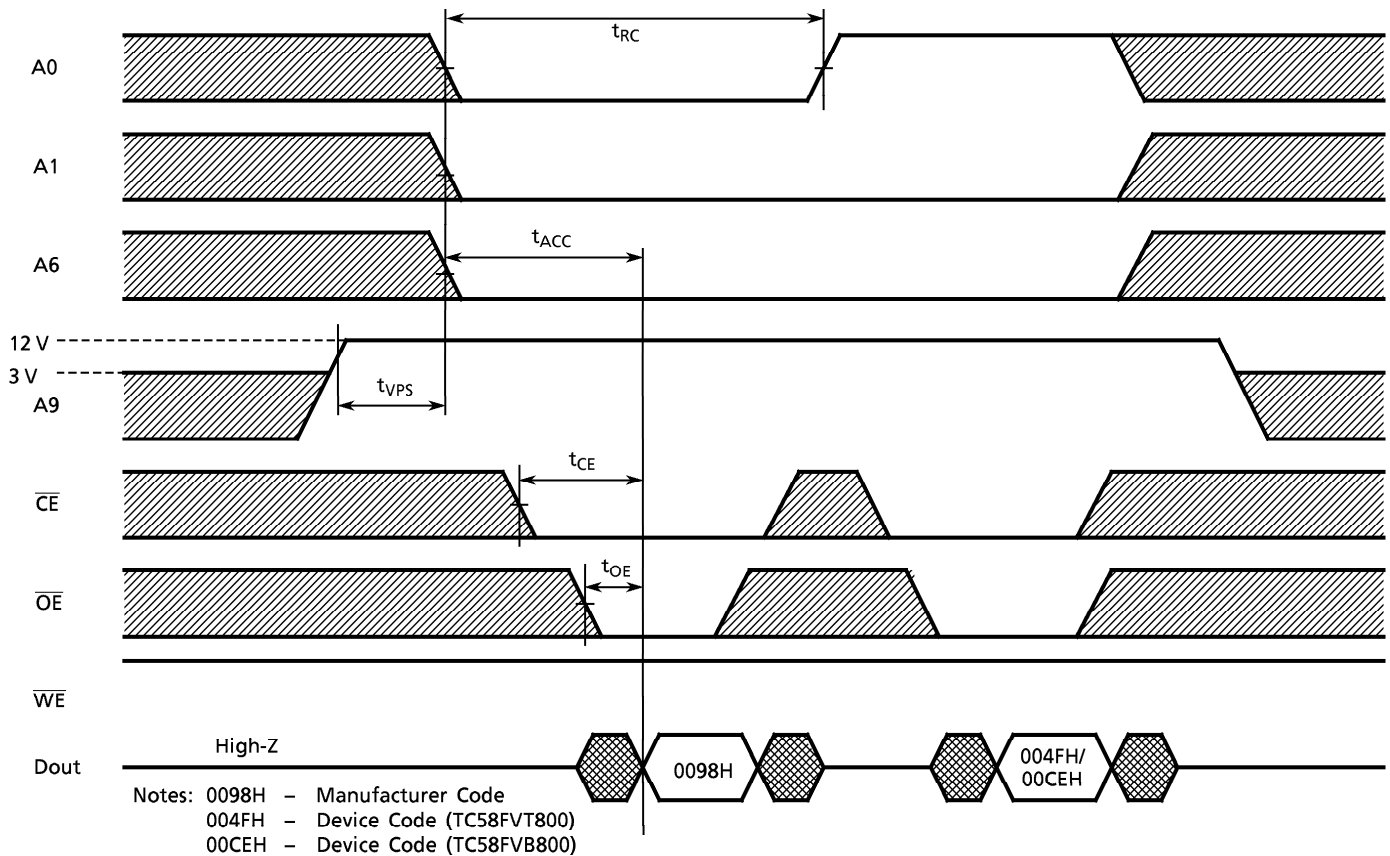 tRC
A0
A1
tACC
A6
12 V
3 V
tVPS
A9
tCE
CE
tOE
OE
WE
High-Z
Dout
0098H
004FH/
00CEH
Notes: 0098H – Manufacturer Code
004FH – Device Code (TC58FVT800)
00CEH – Device Code (TC58FVB800)